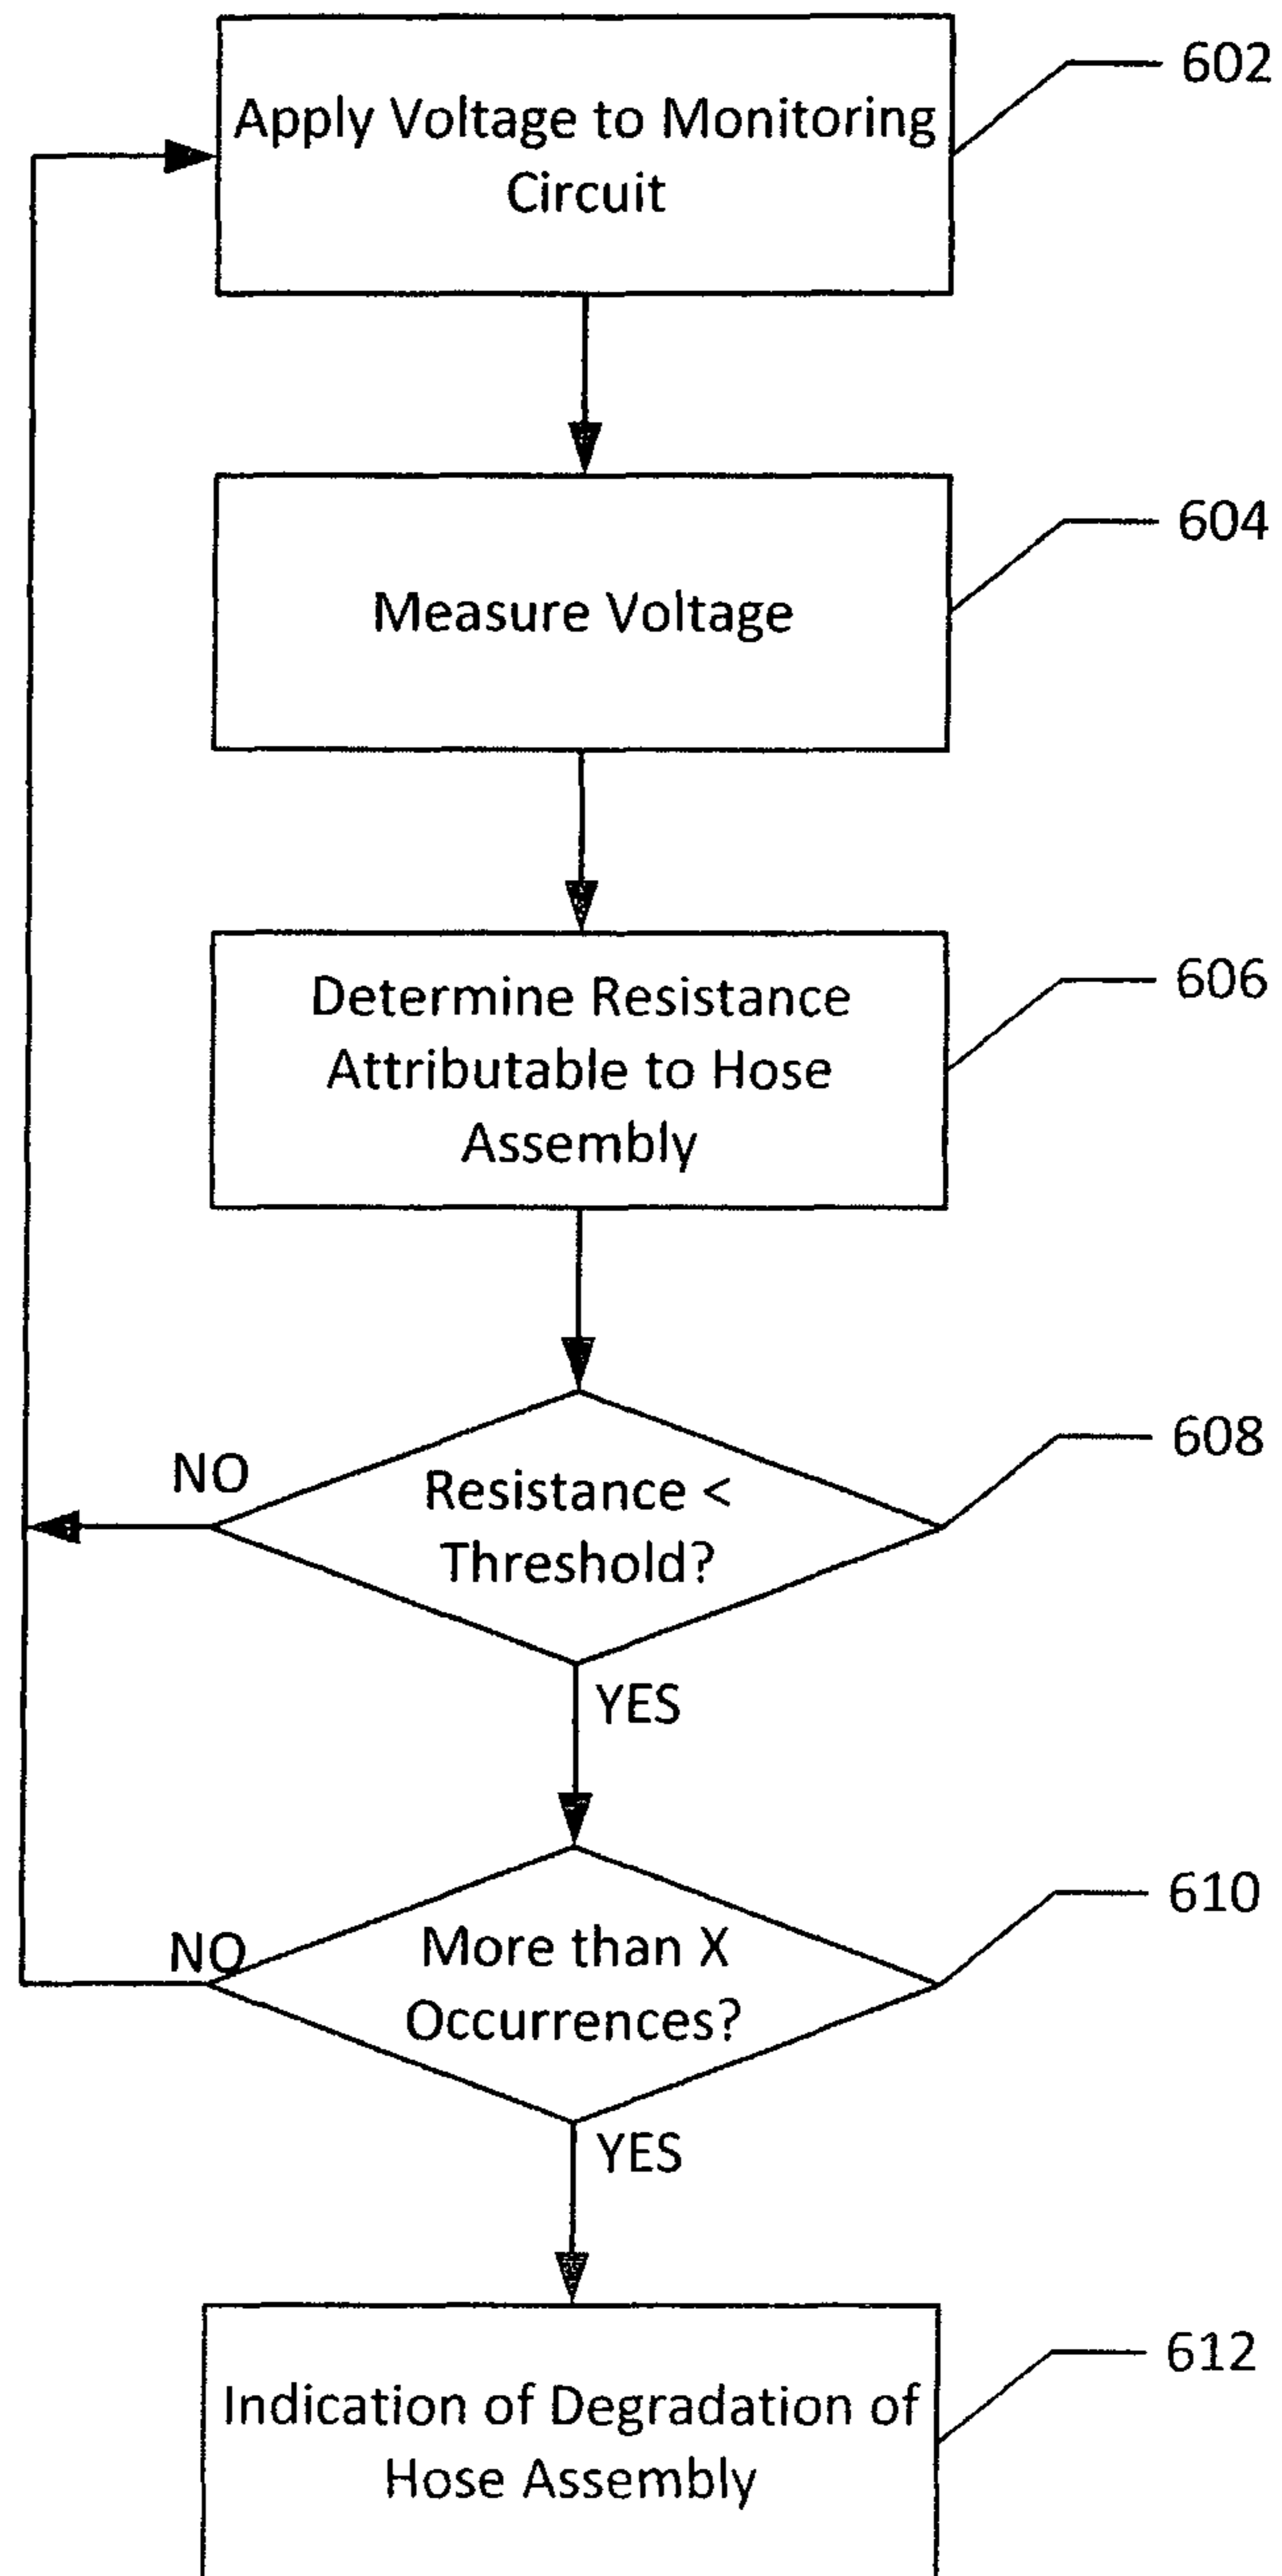 602
Apply Voltage to Monitoring
Circuit
604
Measure Voltage
606
Determine Resistance
Attributable to Hose
Assembly
608
NO
Resistance <
Threshold?
YES
610
NO
More than X
Occurrences?
YES
612
Indication of Degradation of
Hose Assembly